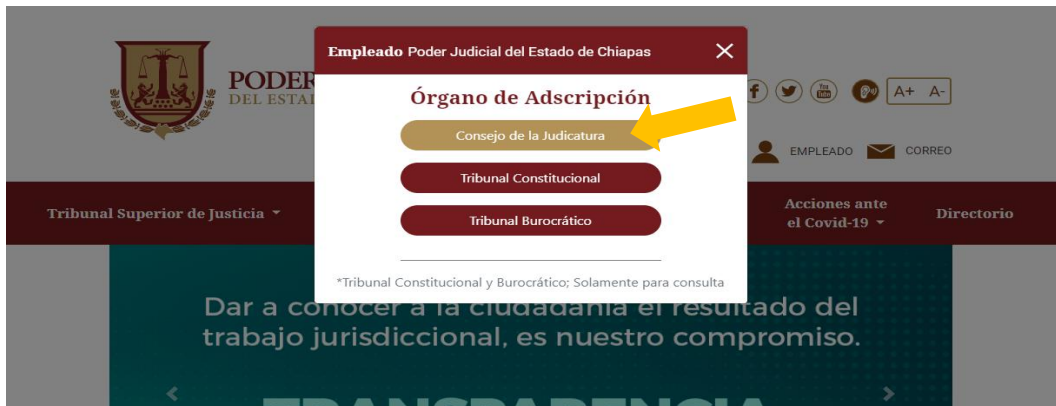 Empleado Poder Judicial del Estado de Chiapas
PODER
DEL ESTA
Órgano de Adscripción
A+ A-
Consejo de la Judicatura
EMPLEADO
CORREO
Tribunal Constitucional
Tribunal Superior de Justicia
Tribunal Burocrático
Acciones ante
el Covid-19
Directorio
*Tribunal Constitucional y Burocrático; Solamente para consulta
Dar a conocer a la ciudadanía el resultado del
trabajo jurisdiccional, es nuestro compromiso.
TRANSPARENCIA